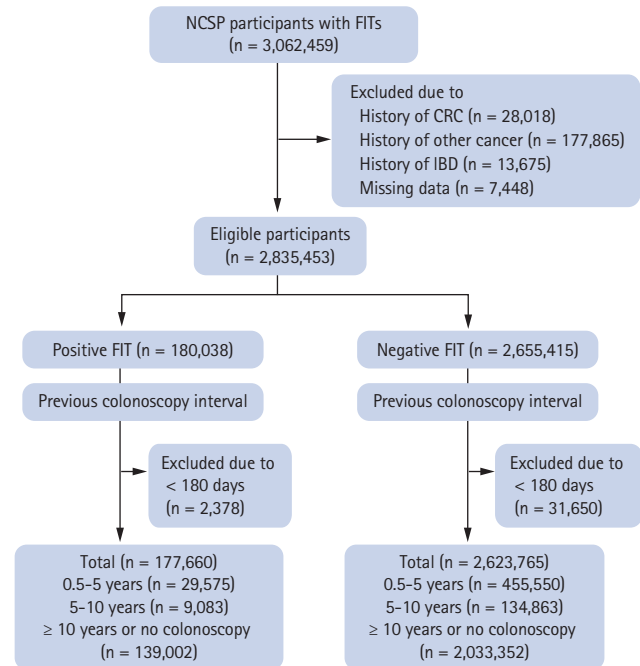 NCSP participants with FITs
(n = 3,062,459)
Excluded due to
History of CRC (n = 28,018)
History of other cancer (n = 177,865)
History of IBD (n = 13,675)
Missing data (n = 7,448)
Eligible participants
(n = 2,835,453)
Positive FIT (n = 180,038)
Negative FIT (n = 2,655,415)
Previous colonoscopy interval
Previous colonoscopy interval
Excluded due to
< 180 days
(n = 2,378)
Excluded due to
< 180 days
(n = 31,650)
Total (n = 177,660)
0.5-5 years (n = 29,575)
5-10 years (n = 9,083)
≥ 10 years or no colonoscopy
(n = 139,002)
Total (n = 2,623,765)
0.5-5 years (n = 455,550)
5-10 years (n = 134,863)
≥ 10 years or no colonoscopy
(n = 2,033,352)